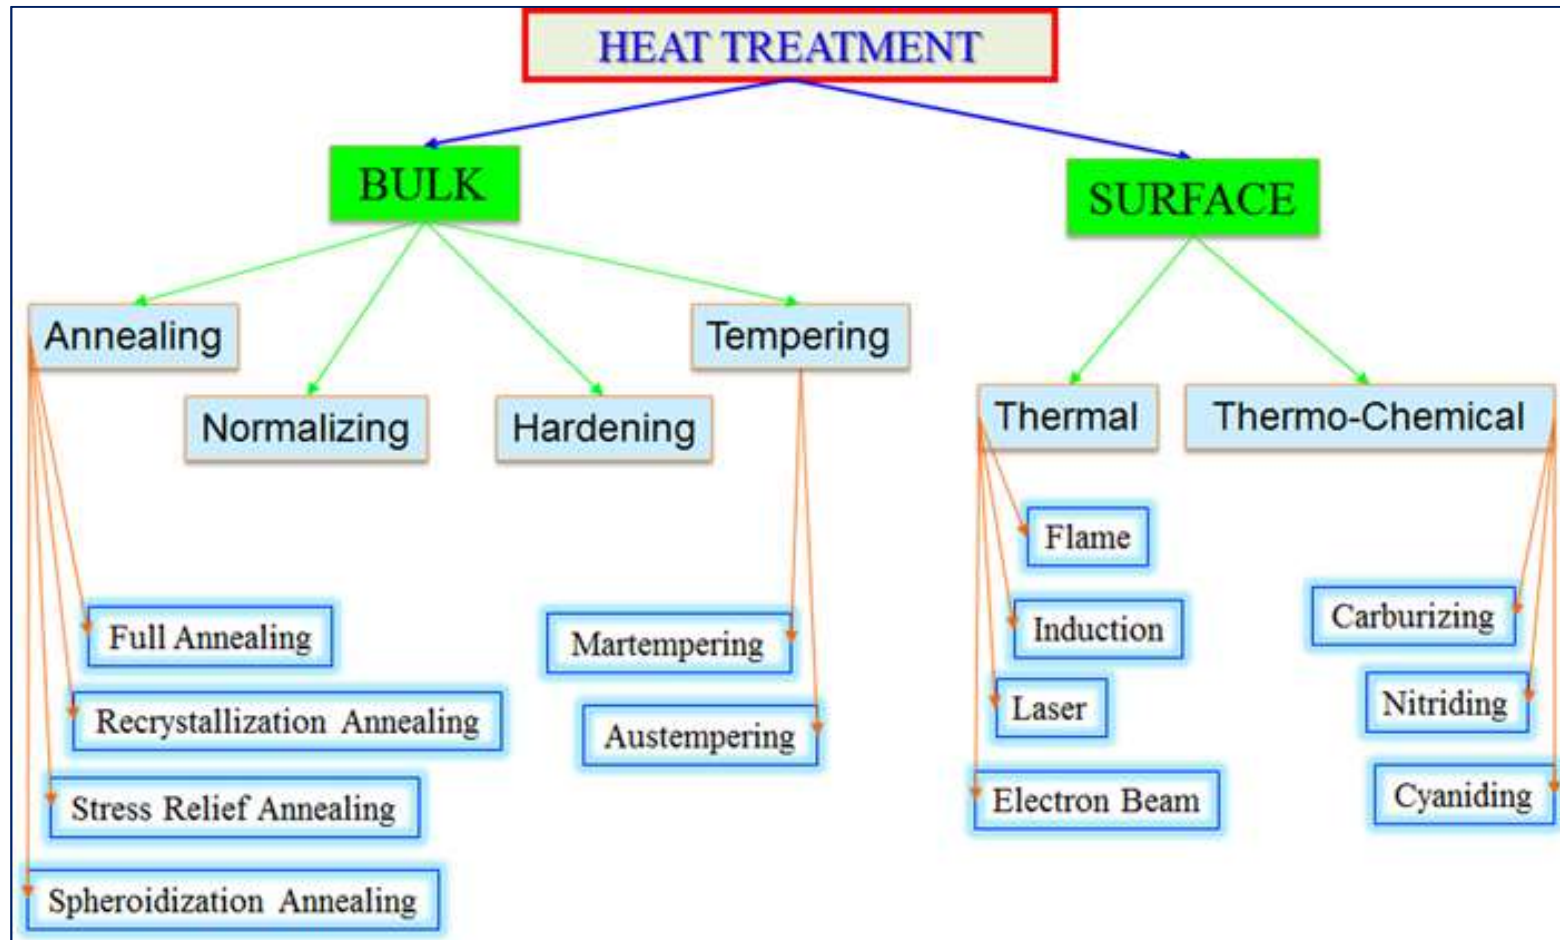 HEAT TREATMENT
BULK
SURFACE
Annealing
Tempering
Normalizing
Hardening
Thermal
Thermo-Chemical
Full Annealing
Recrystallization Annealing
Stress Relief Annealing
Spheroidization Annealing
Martempering
Austempering
Flame
Induction
Laser
Electron Beam
Carburizing
Nitriding
Cyaniding